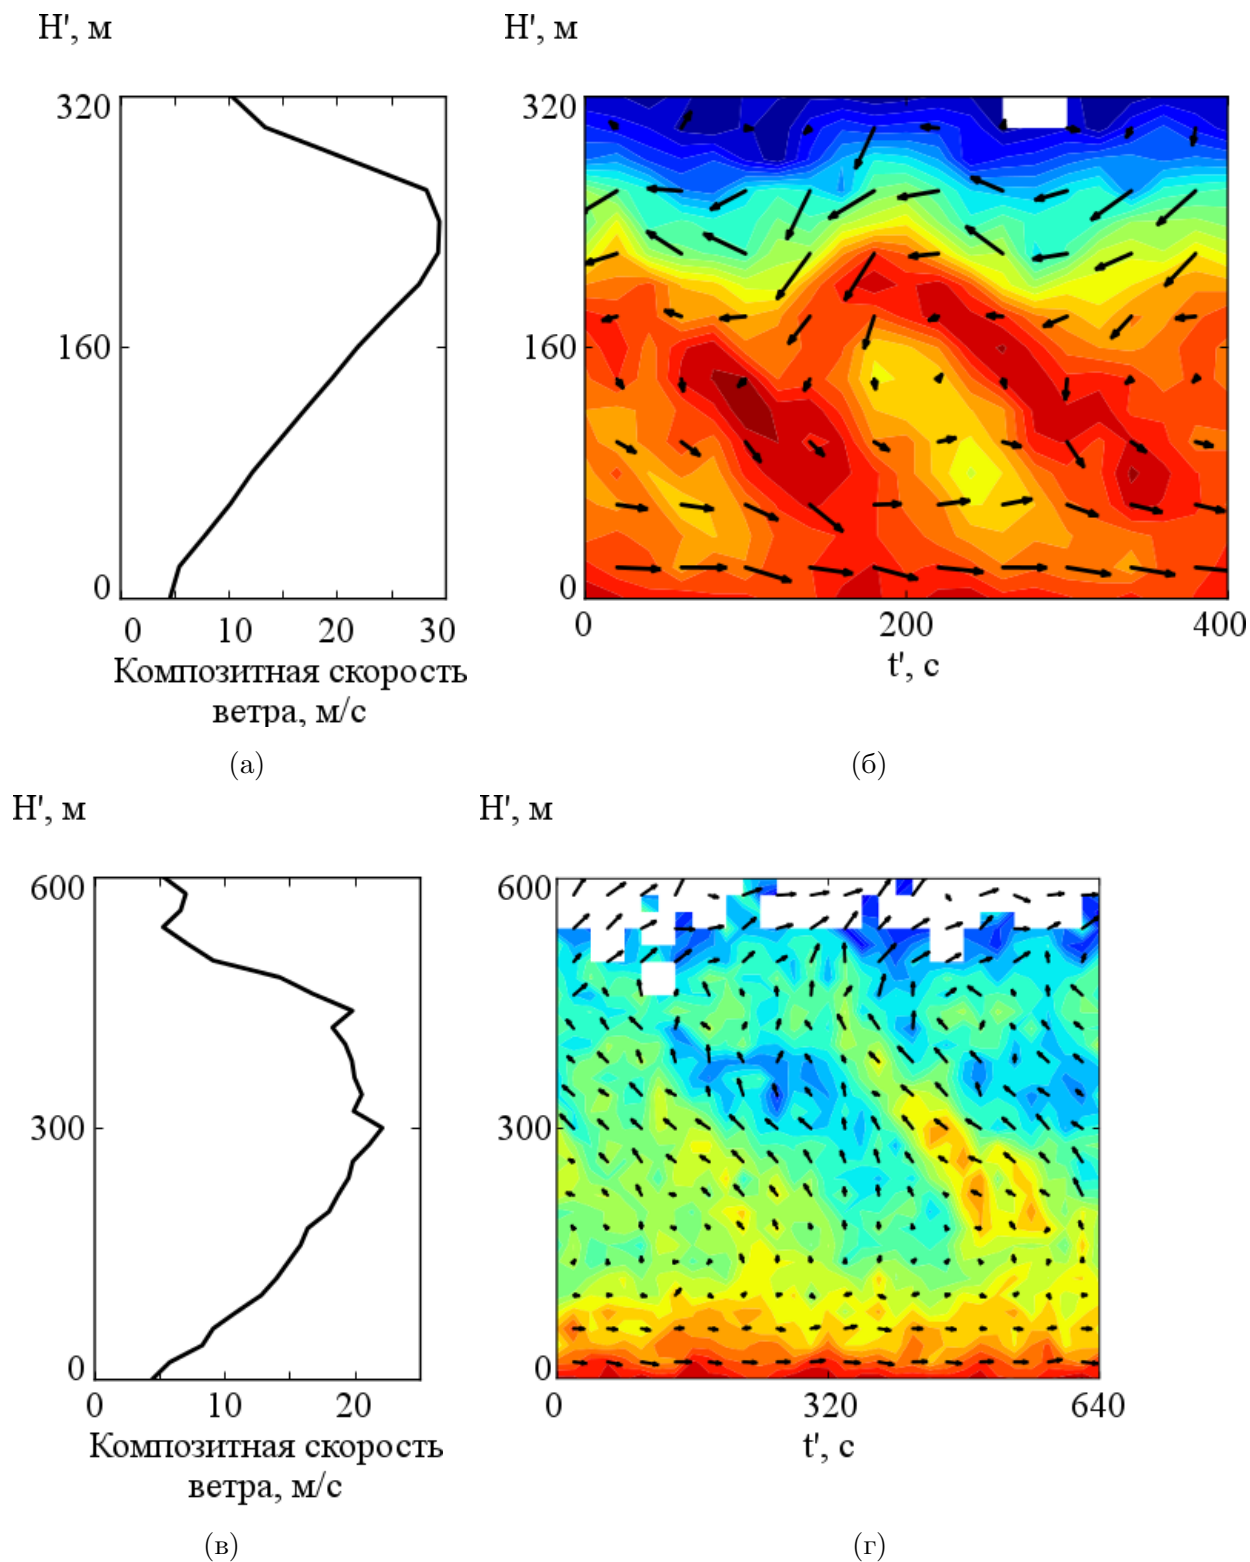 H', м
H', м
320
160
0
0 10 20 30
Композитная скорость
ветра, м/с
320
160
0
0 200 400
t', с
(а)
(б)
H', м
H', м
600
300
0
0 10 20
Композитная скорость
ветра, м/с
600
300
0
0 320 640
t', с
(в)
(г)